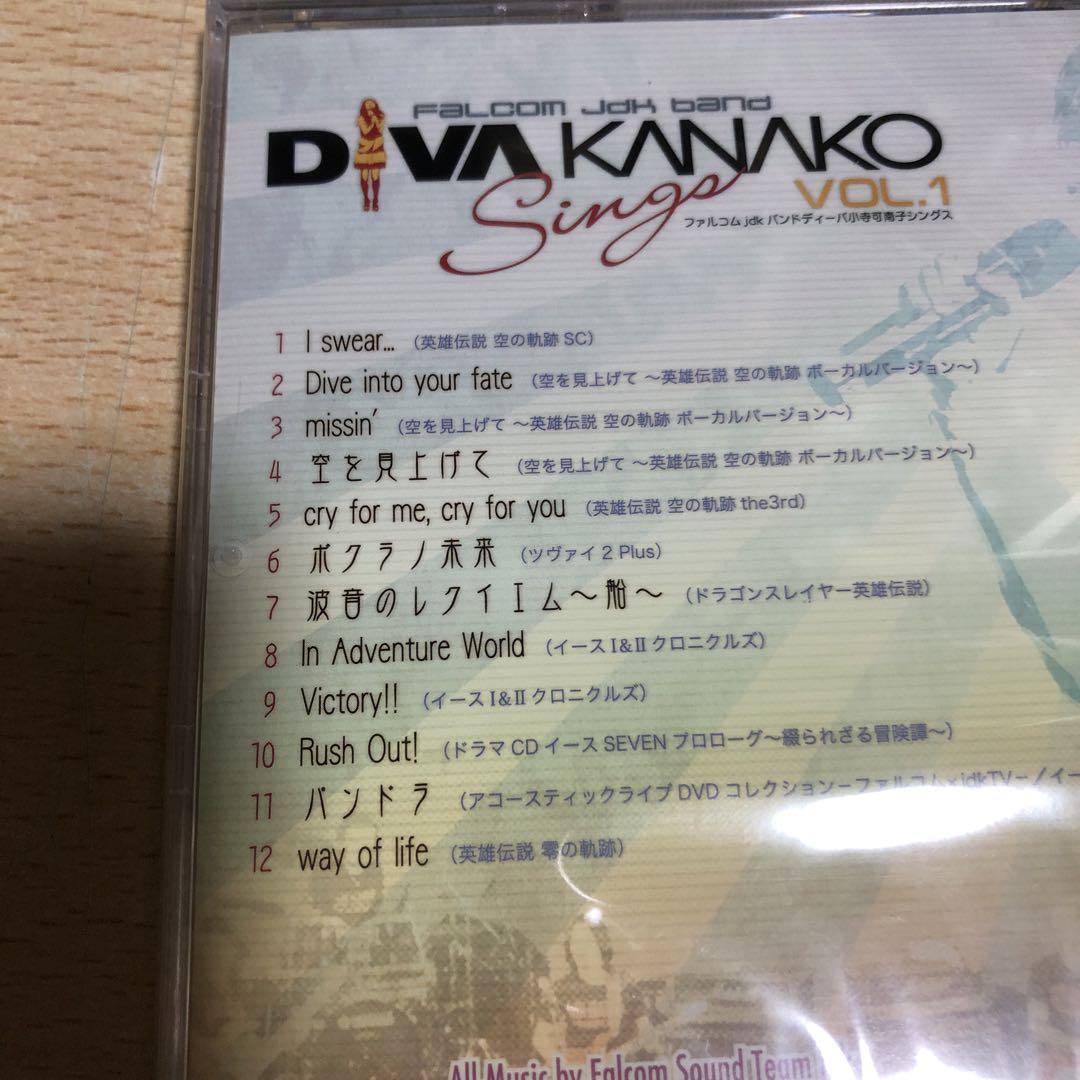 Falcom Jdk band
DIVA KANAKO
Sings VOL.1
ファルコム jdk バンドディーバ小寺可南子シングス
1 I swear... (英雄伝説 空の軌跡 SC)
2 Dive into your fate (空を見上げて ～英雄伝説 空の軌跡 ボーカルバージョン～)
3 missin' (空を見上げて ～英雄伝説 空の軌跡 ボーカルバージョン～)
4 空を見上げて (空を見上げて ～英雄伝説 空の軌跡 ボーカルバージョン～)
5 cry for me, cry for you (英雄伝説 空の軌跡 the3rd)
6 ボクラノ未来 (ツヴァイ 2 Plus)
7 波音のレクイエム～船～ (ドラゴンスレイヤー英雄伝説)
8 In Adventure World (イース I&II クロニクルズ)
9 Victory!! (イース I&II クロニクルズ)
10 Rush Out! (ドラマ CD イース SEVEN プロローグ～綴られざる冒険譚～)
11 パンドラ (アコースティックライブ DVD コレクション－ファルコム×jdkTV－／イー
12 way of life (英雄伝説 零の軌跡)
All Music by Falcom Sound Team